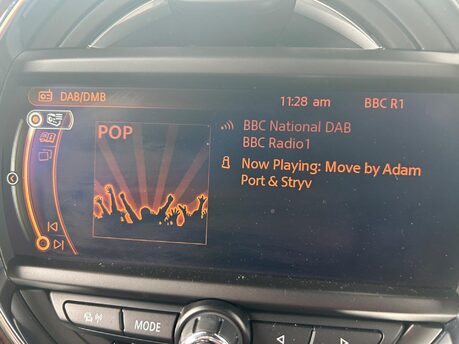 DAB/DMB
11:28 am
BBC R1
POP
BBC National DAB
BBC Radio1
Now Playing: Move by Adam
Port & Stryv
MODE